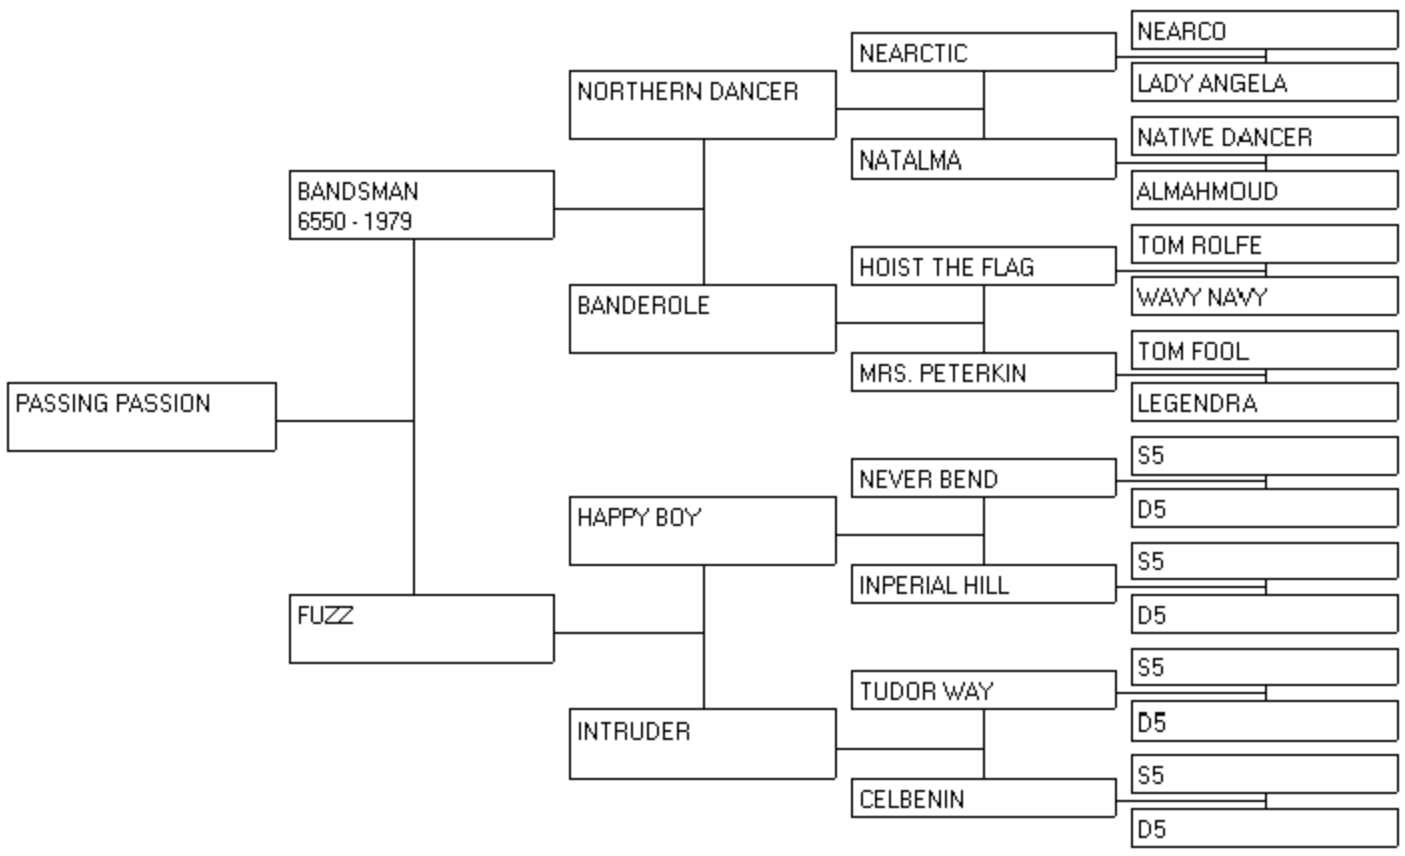 NEARCO
NEARCTIC
LADY ANGELA
NORTHERN DANCER
NATIVE DANCER
NATALMA
ALMAHMOUD
BANDSMAN
6550 - 1979
TOM ROLFE
HOIST THE FLAG
WAVY NAVY
BANDEROLE
TOM FOOL
MRS. PETERKIN
LEGENDRA
PASSING PASSION
S5
NEVER BEND
D5
HAPPY BOY
S5
INPERIAL HILL
D5
FUZZ
S5
TUDOR WAY
D5
INTRUDER
S5
CELBENIN
D5